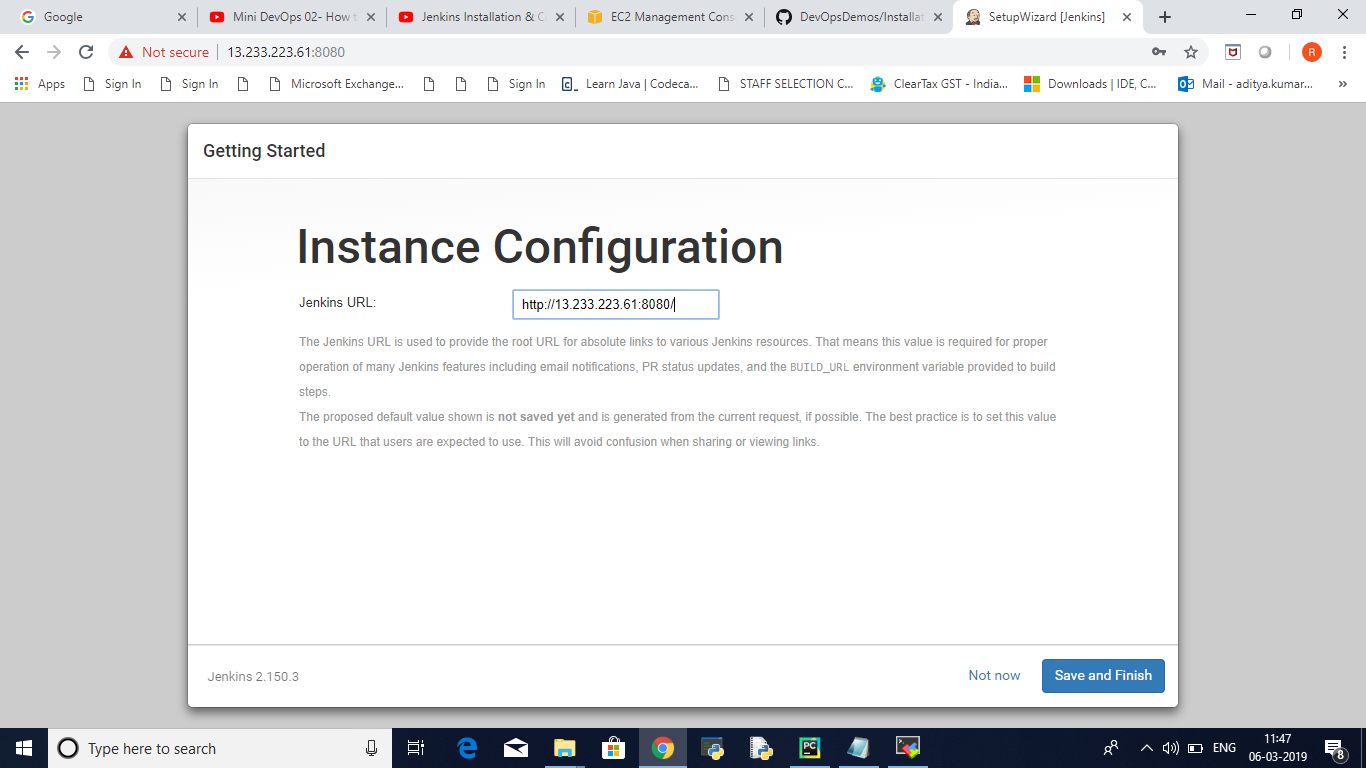 Google
Mini DevOps 02- How t
Jenkins Installation & C
EC2 Management Cons
DevOpsDemos/Installat
SetupWizard [Jenkins]
Not secure
13.233.223.61:8080
R
Apps
Sign In
Sign In
Microsoft Exchange...
Sign In
Learn Java | Codeca...
STAFF SELECTION C...
ClearTax GST - India...
Downloads | IDE, C...
Mail - aditya.kumar...
»
Getting Started
Instance Configuration
Jenkins URL:
http://13.233.223.61:8080/
The Jenkins URL is used to provide the root URL for absolute links to various Jenkins resources. That means this value is required for proper
operation of many Jenkins features including email notifications, PR status updates, and the BUILD_URL environment variable provided to build
steps.
The proposed default value shown is not saved yet and is generated from the current request, if possible. The best practice is to set this value
to the URL that users are expected to use. This will avoid confusion when sharing or viewing links.
Jenkins 2.150.3
Not now
Save and Finish
Type here to search
PC
ENG
11:47
06-03-2019
8